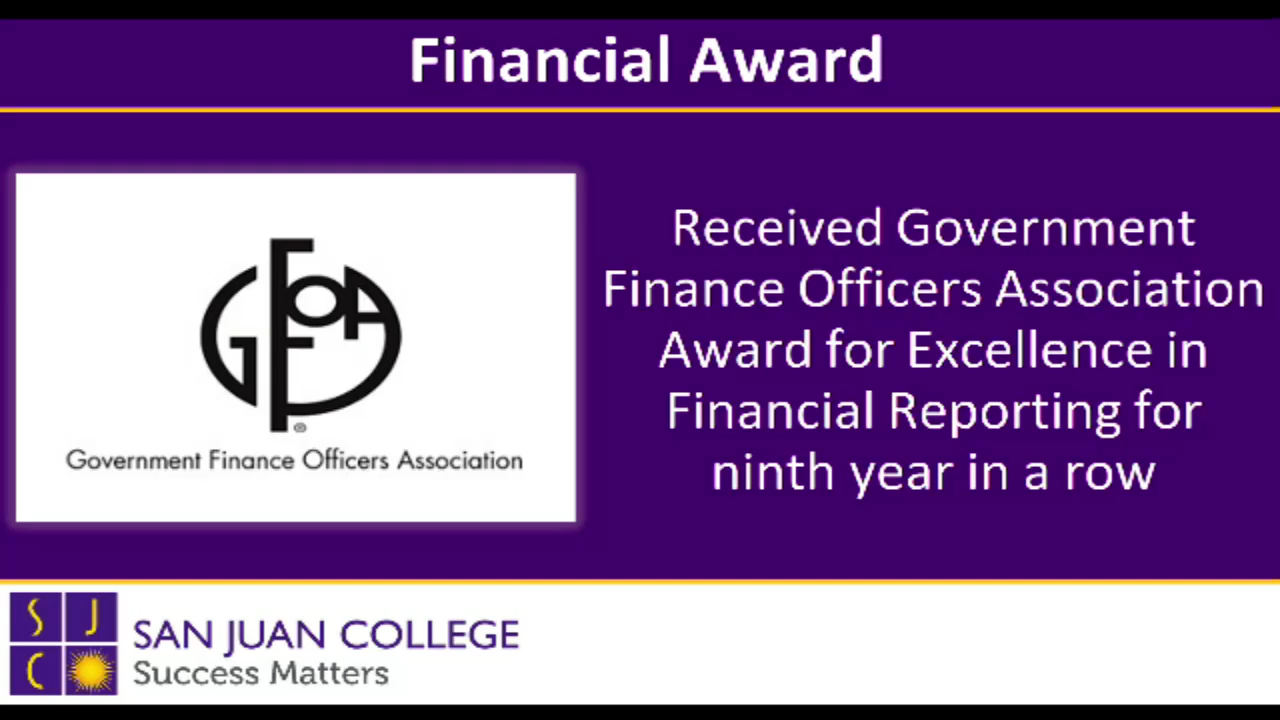 Financial Award
GFOA
®
Government Finance Officers Association
Received Government
Finance Officers Association
Award for Excellence in
Financial Reporting for
ninth year in a row
S J
C
SAN JUAN COLLEGE
Success Matters